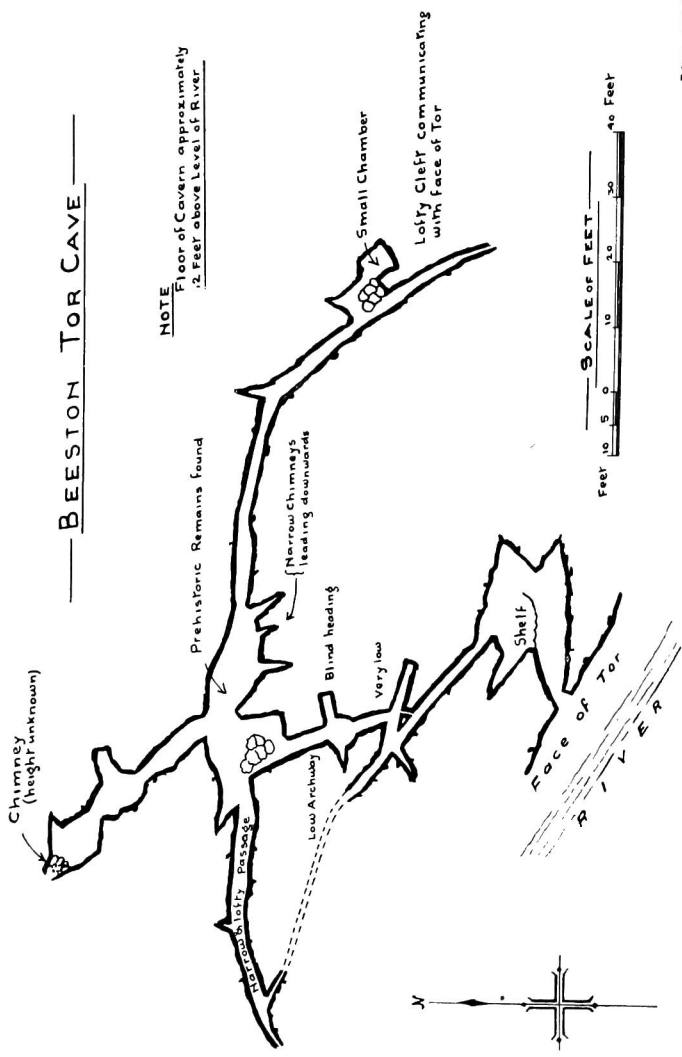 BEESTON TOR CAVE
NOTE
Floor of Cavern approximately
12 Feet above Level of River
Chimney
(height unknown)
Prehistoric Remains found
Small Chamber
Lofty Cleft communicating
with Face of Tor
Narrow Chimneys
leading downwards
Narrow & lofty Passage
Blind heading
Low Archway
Very low
Shelf
Face of Tor
RIVER
N
SCALE OF FEET
Feet 10 5 0 10 20 30 40 Feet